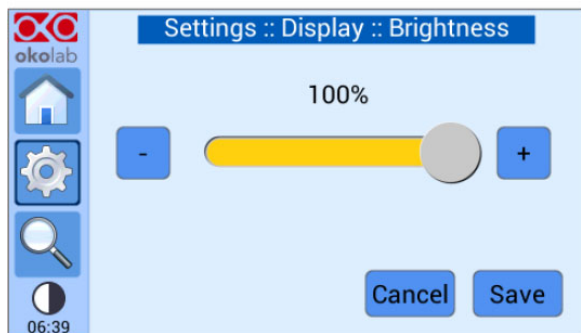 Settings :: Display :: Brightness
okolab
100%
-
+
Cancel
Save
06:39